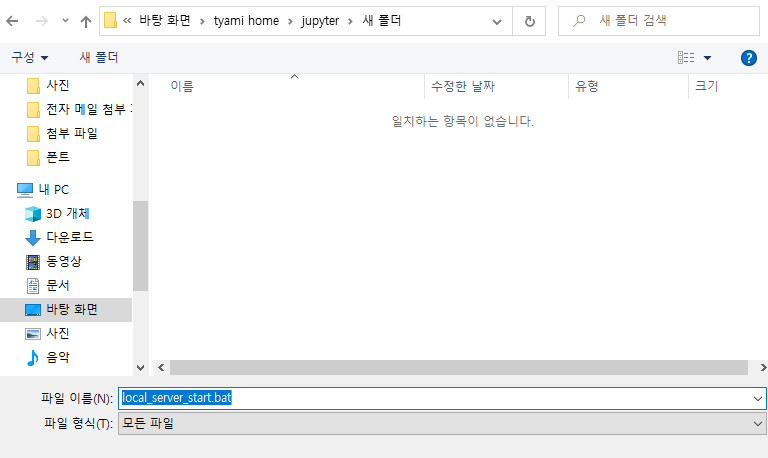 « 바탕 화면 › tyami home › jupyter › 새 폴더
새 폴더 검색
구성 새 폴더
사진
전자 메일 첨부
첨부 파일
폰트
내 PC
3D 개체
다운로드
동영상
문서
바탕 화면
사진
음악
이름 수정한 날짜 유형 크기
일치하는 항목이 없습니다.
파일 이름(N): local_server_start.bat
파일 형식(T): 모든 파일